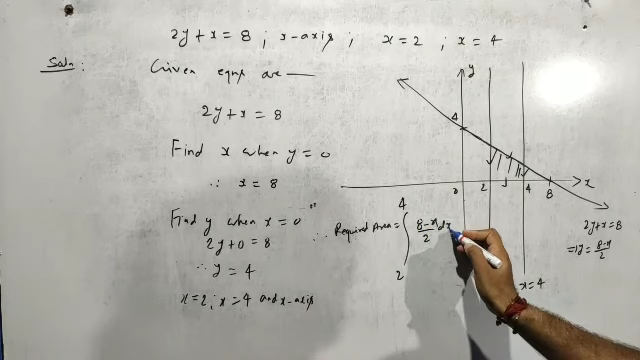 2y + x = 8 ; x-axis ; x = 2 ; x = 4
Soln :
Given eqns are —
2y + x = 8
Find x when y = 0
∴ x = 8
Find y when x = 0
2y + 0 = 8
∴ y = 4
x = 2 ; x = 4 and x-axis
y
4
0 2 4 8 x
x = 4
∴ Required Area = ∫ 4 2 8-x/2 dx
2y + x = 8
⇒ y = 8-x/2